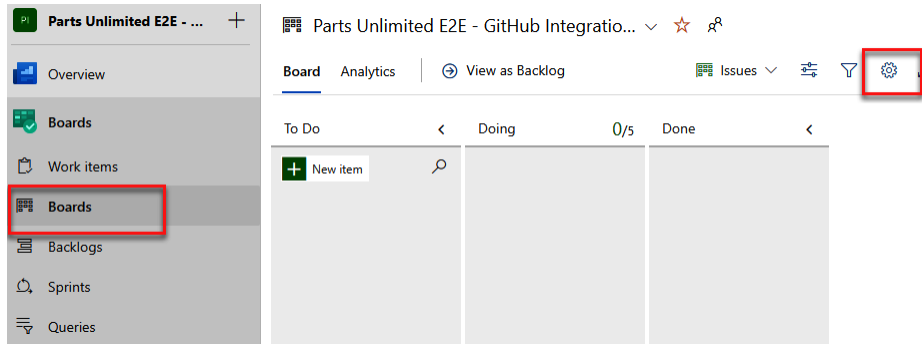 PI Parts Unlimited E2E - ...
Overview
Boards
Work items
Boards
Backlogs
Sprints
Queries
Parts Unlimited E2E - GitHub Integratio...
Board Analytics View as Backlog Issues
To Do Doing 0/5 Done
New item